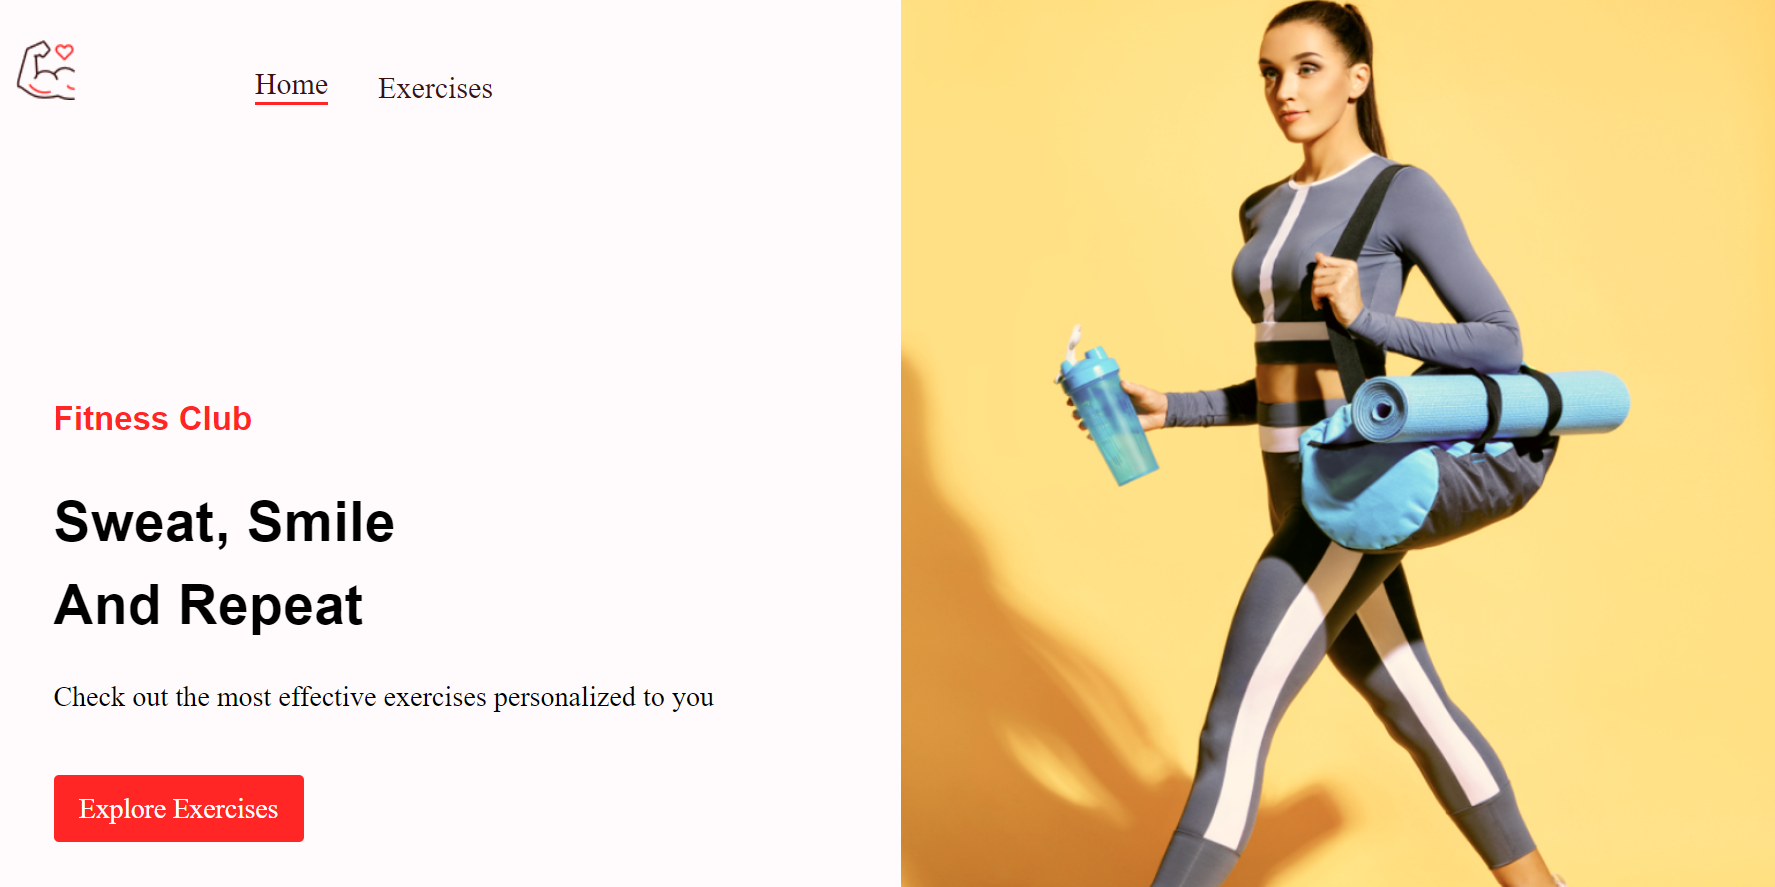 Home Exercises
Fitness Club
Sweat, Smile
And Repeat
Check out the most effective exercises personalized to you
Explore Exercises